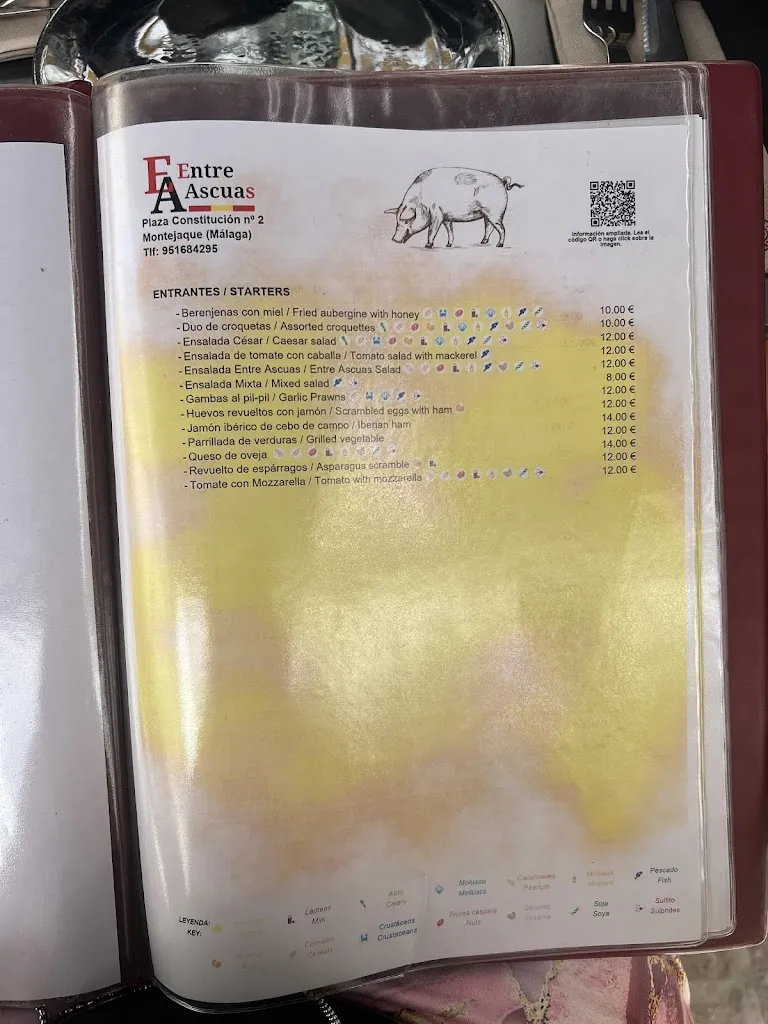 Entre
Ascuas
EA
Plaza Constitución nº 2
Montejaque (Málaga)
Tlf: 951684295
Información ampliada. Lea el
código QR o haga click sobre la
imagen.
ENTRANTES / STARTERS
- Berenjenas con miel / Fried aubergine with honey 10.00 €
- Duo de croquetas / Assorted croquettes 10.00 €
- Ensalada César / Caesar salad 12.00 €
- Ensalada de tomate con caballa / Tomato salad with mackerel 12.00 €
- Ensalada Entre Ascuas / Entre Ascuas Salad 12.00 €
- Ensalada Mixta / Mixed salad 8.00 €
- Gambas al pil-pil / Garlic Prawns 12.00 €
- Huevos revueltos con jamón / Scrambled eggs with ham 12.00 €
- Jamón ibérico de cebo de campo / Iberian ham 14.00 €
- Parrillada de verduras / Grilled vegetable 12.00 €
- Queso de oveja 14.00 €
- Revuelto de espárragos / Asparagus scramble 12.00 €
- Tomate con Mozzarella / Tomato with mozzarella 12.00 €
LEYENDA:
KEY:
Lacteos
Milk
Apio
Celery
Crustáceos
Crustaceans
Molusco
Molluscs
Frutos cascara
Nuts
Cacahuetes
Peanuts
Soja
Soya
Pescado
Fish
Sulfito
Sulphites